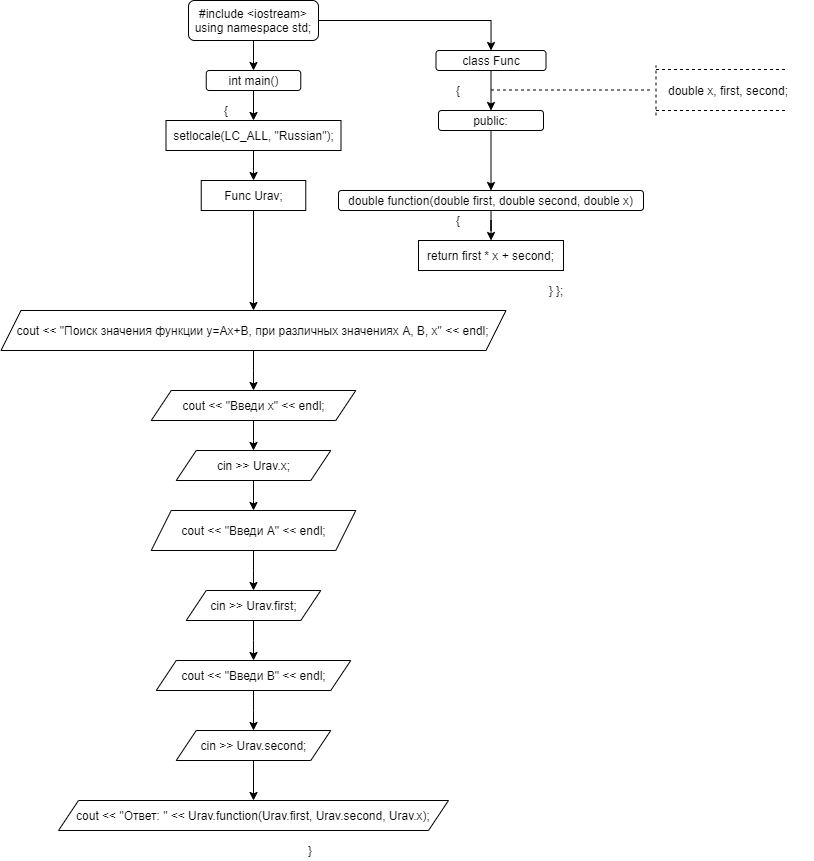 #include <iostream>
using namespace std;
int main()
{
setlocale(LC_ALL, "Russian");
Func Urav;
class Func
{
double x, first, second;
public:
double function(double first, double second, double x)
{
return first * x + second;
} };
cout << "Поиск значения функции y=Ax+B, при различных значениях A, B, x" << endl;
cout << "Введи x" << endl;
cin >> Urav.x;
cout << "Введи A" << endl;
cin >> Urav.first;
cout << "Введи B" << endl;
cin >> Urav.second;
cout << "Ответ: " << Urav.function(Urav.first, Urav.second, Urav.x);
}